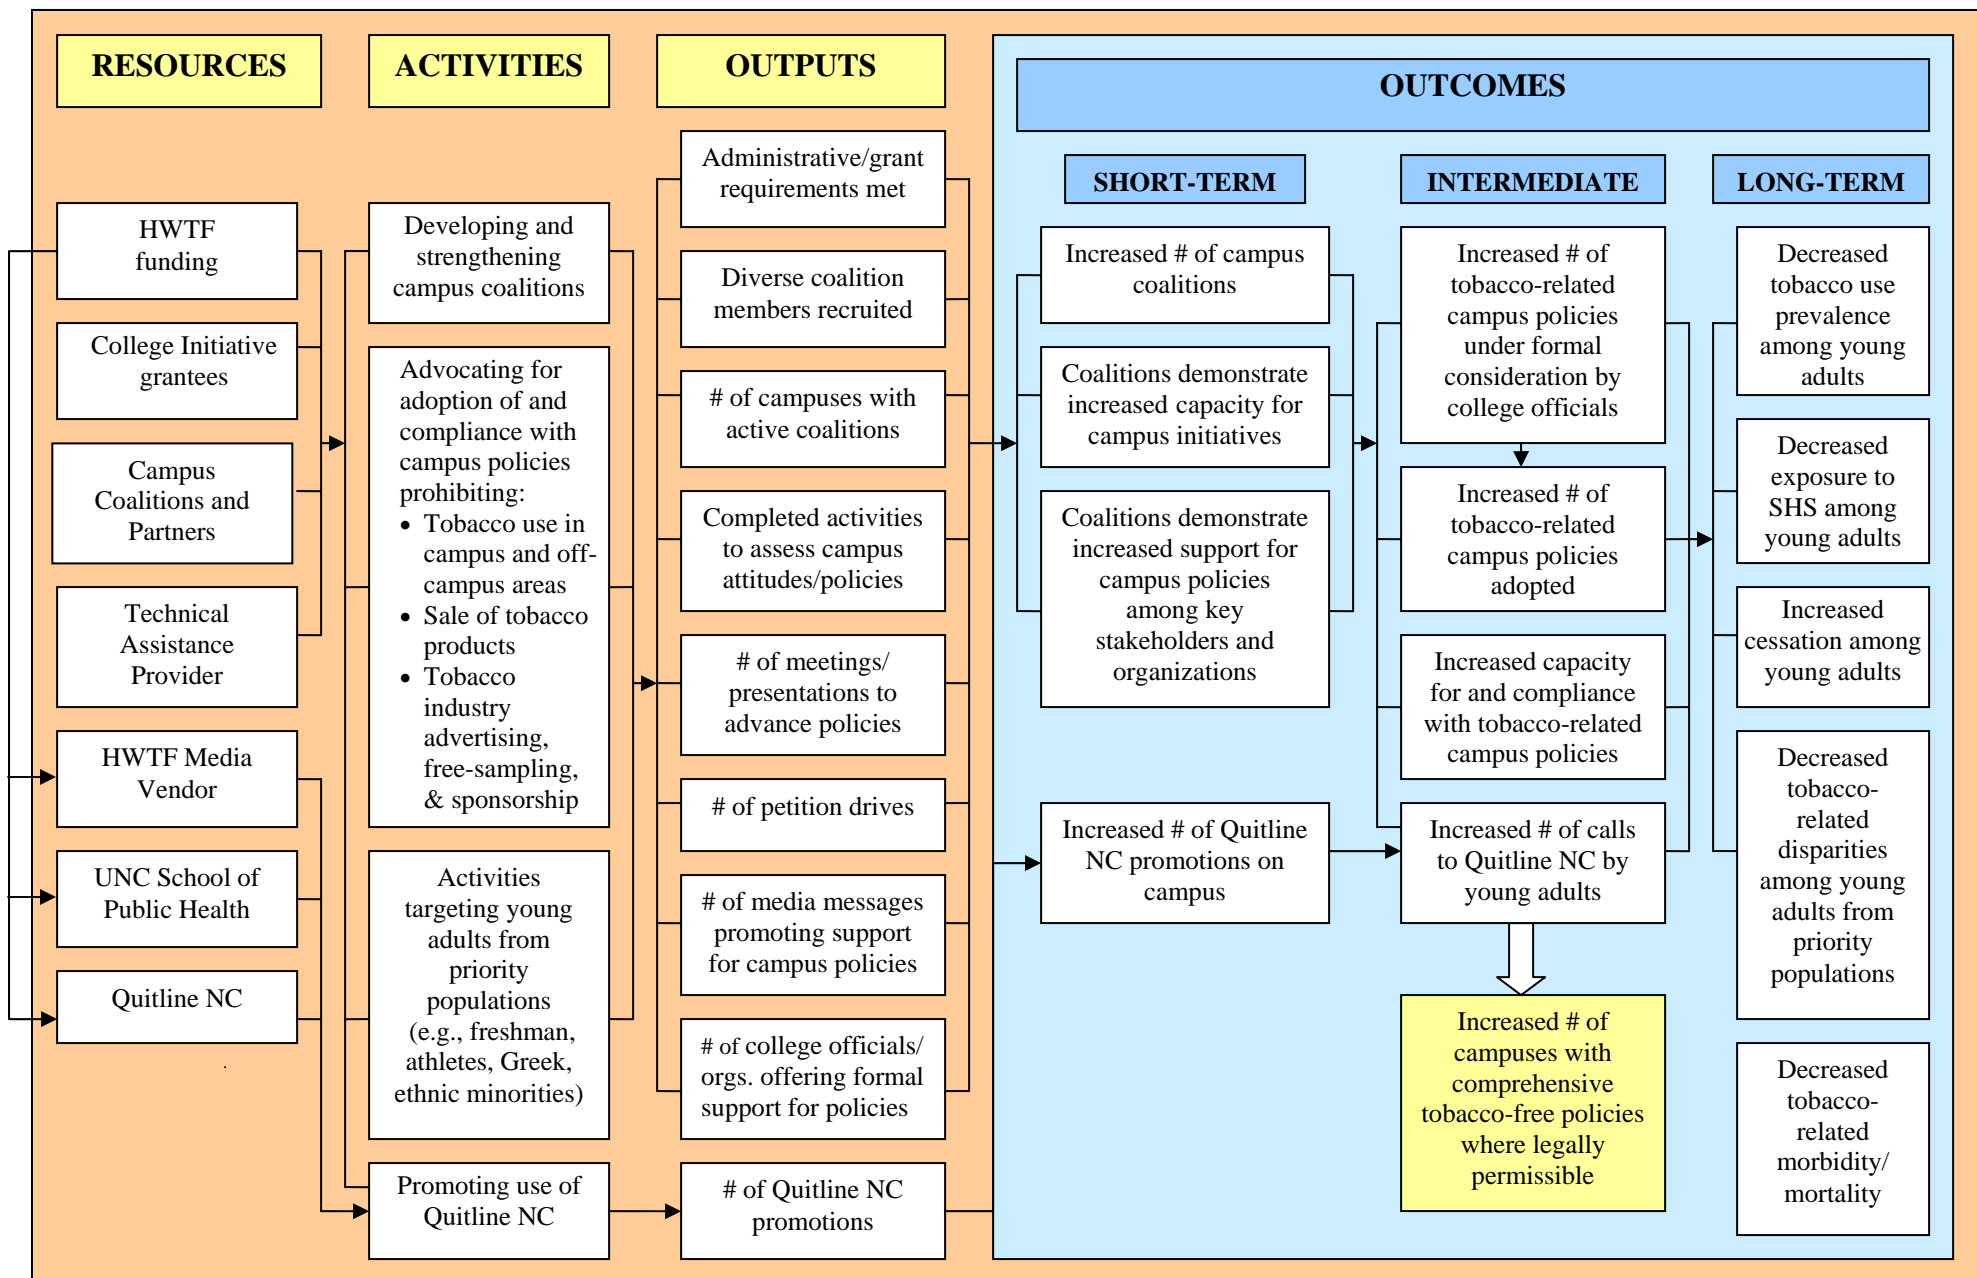 RESOURCES
ACTIVITIES
OUTPUTS
OUTCOMES
SHORT-TERM
INTERMEDIATE
LONG-TERM
HWTF
funding
College Initiative
grantees
Campus
Coalitions and
Partners
Technical
Assistance
Provider
HWTF Media
Vendor
UNC School of
Public Health
Quitline NC
Developing and
strengthening
campus coalitions
Advocating for
adoption of and
compliance with
campus policies
prohibiting:
• Tobacco use in
campus and off-
campus areas
• Sale of tobacco
products
• Tobacco
industry
advertising,
free-sampling,
& sponsorship
Activities
targeting young
adults from
priority
populations
(e.g., freshman,
athletes, Greek,
ethnic minorities)
Promoting use of
Quitline NC
Administrative/grant
requirements met
Diverse coalition
members recruited
# of campuses with
active coalitions
Completed activities
to assess campus
attitudes/policies
# of meetings/
presentations to
advance policies
# of petition drives
# of media messages
promoting support
for campus policies
# of college officials/
orgs. offering formal
support for policies
# of Quitline NC
promotions
Increased # of campus
coalitions
Coalitions demonstrate
increased capacity for
campus initiatives
Coalitions demonstrate
increased support for
campus policies
among key
stakeholders and
organizations
Increased # of Quitline
NC promotions on
campus
Increased # of
tobacco-related
campus policies
under formal
consideration by
college officials
Increased # of
tobacco-related
campus policies
adopted
Increased capacity
for and compliance
with tobacco-related
campus policies
Increased # of calls
to Quitline NC by
young adults
Increased # of
campuses with
comprehensive
tobacco-free policies
where legally
permissible
Decreased
tobacco use
prevalence
among young
adults
Decreased
exposure to
SHS among
young adults
Increased
cessation among
young adults
Decreased
tobacco-
related
disparities
among young
adults from
priority
populations
Decreased
tobacco-
related
morbidity/
mortality